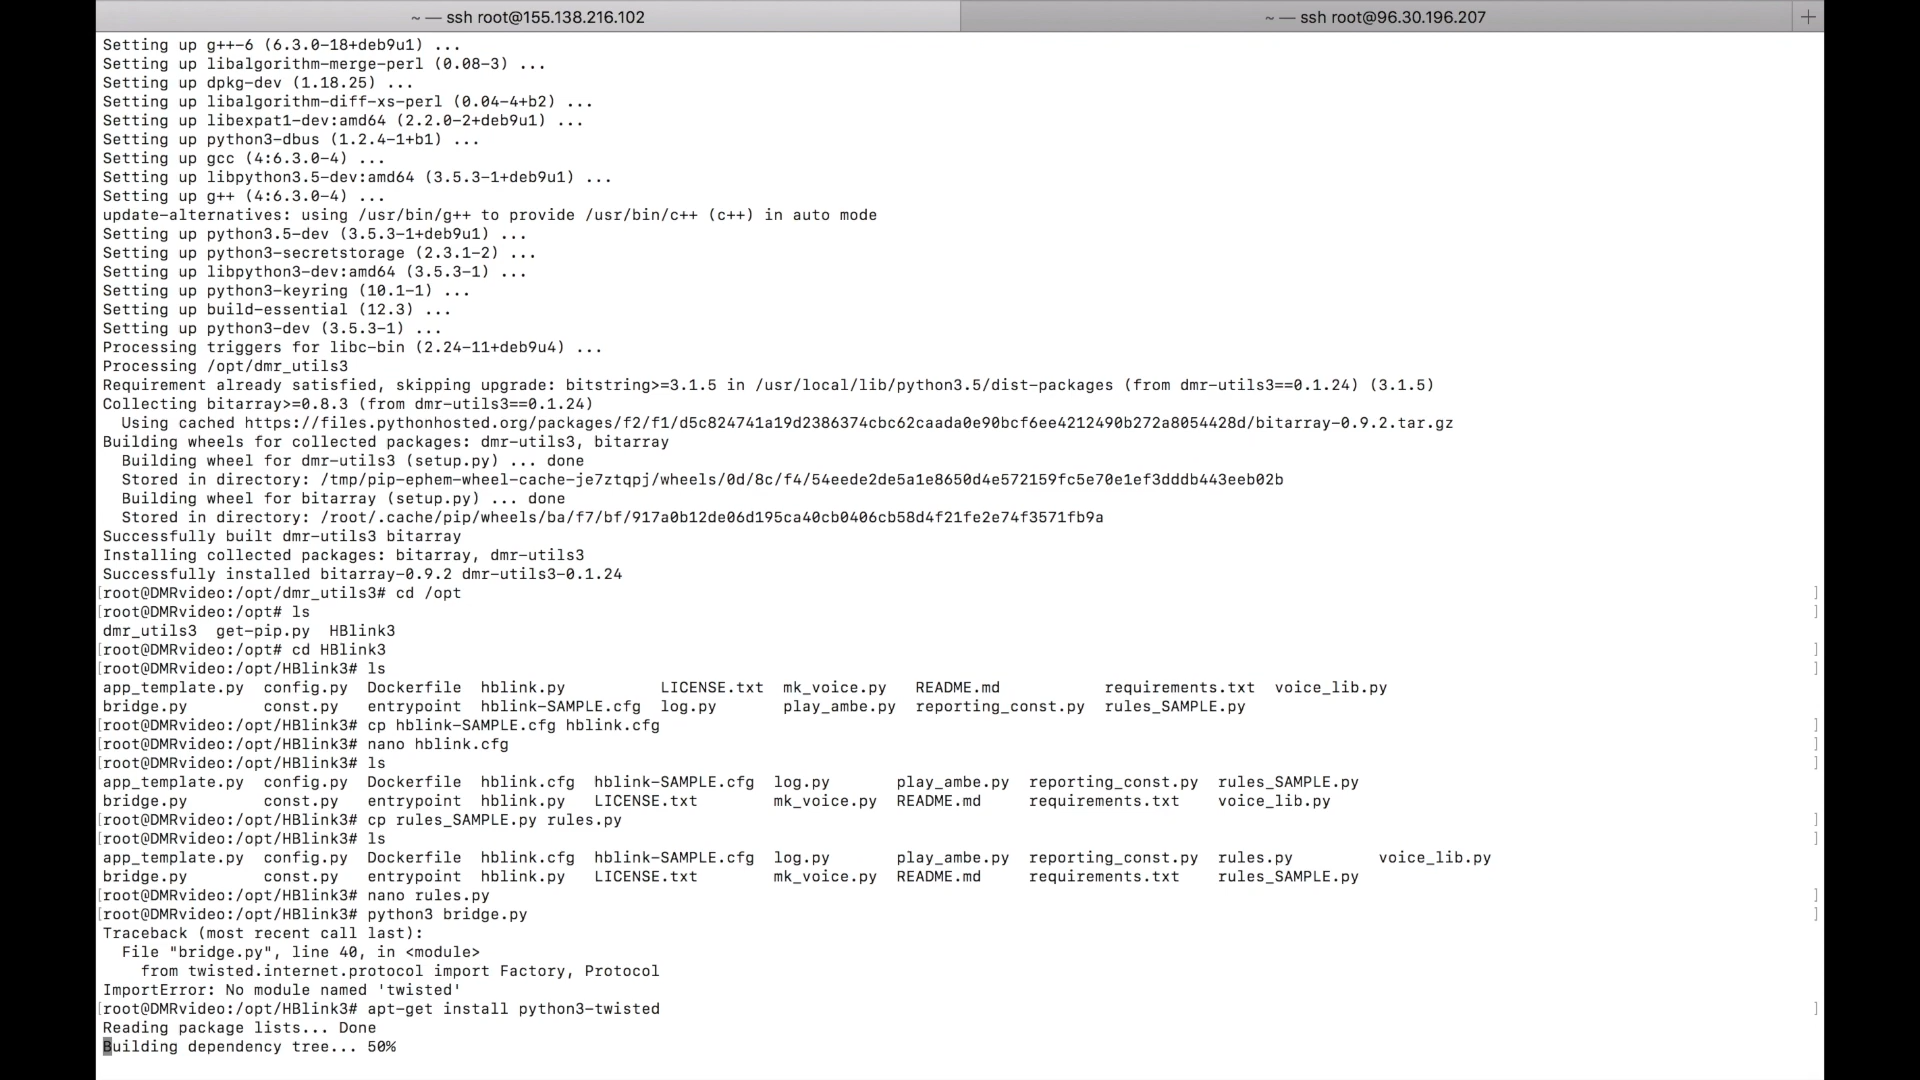 ~ — ssh root@155.138.216.102
~ — ssh root@96.30.196.207
+
Setting up g++-6 (6.3.0-18+deb9u1) ...
Setting up libalgorithm-merge-perl (0.08-3) ...
Setting up dpkg-dev (1.18.25) ...
Setting up libalgorithm-diff-xs-perl (0.04-4+b2) ...
Setting up libexpat1-dev:amd64 (2.2.0-2+deb9u1) ...
Setting up python3-dbus (1.2.4-1+b1) ...
Setting up gcc (4:6.3.0-4) ...
Setting up libpython3.5-dev:amd64 (3.5.3-1+deb9u1) ...
Setting up g++ (4:6.3.0-4) ...
update-alternatives: using /usr/bin/g++ to provide /usr/bin/c++ (c++) in auto mode
Setting up python3.5-dev (3.5.3-1+deb9u1) ...
Setting up python3-secretstorage (2.3.1-2) ...
Setting up libpython3-dev:amd64 (3.5.3-1) ...
Setting up python3-keyring (10.1-1) ...
Setting up build-essential (12.3) ...
Setting up python3-dev (3.5.3-1) ...
Processing triggers for libc-bin (2.24-11+deb9u4) ...
Processing /opt/dmr_utils3
Requirement already satisfied, skipping upgrade: bitstring>=3.1.5 in /usr/local/lib/python3.5/dist-packages (from dmr-utils3==0.1.24) (3.1.5)
Collecting bitarray>=0.8.3 (from dmr-utils3==0.1.24)
  Using cached https://files.pythonhosted.org/packages/f2/f1/d5c824741a19d2386374cbc62caada0e90bcf6ee4212490b272a8054428d/bitarray-0.9.2.tar.gz
Building wheels for collected packages: dmr-utils3, bitarray
  Building wheel for dmr-utils3 (setup.py) ... done
  Stored in directory: /tmp/pip-ephem-wheel-cache-je7ztqpj/wheels/0d/8c/f4/54eede2de5a1e8650d4e572159fc5e70e1ef3dddb443eeb02b
  Building wheel for bitarray (setup.py) ... done
  Stored in directory: /root/.cache/pip/wheels/ba/f7/bf/917a0b12de06d195ca40cb0406cb58d4f21fe2e74f3571fb9a
Successfully built dmr-utils3 bitarray
Installing collected packages: bitarray, dmr-utils3
Successfully installed bitarray-0.9.2 dmr-utils3-0.1.24
[root@DMRvideo:/opt/dmr_utils3# cd /opt ]
[root@DMRvideo:/opt# ls ]
dmr_utils3  get-pip.py  HBlink3
[root@DMRvideo:/opt# cd HBlink3 ]
[root@DMRvideo:/opt/HBlink3# ls ]
app_template.py  config.py  Dockerfile  hblink.py          LICENSE.txt  mk_voice.py   README.md           requirements.txt  voice_lib.py
bridge.py        const.py   entrypoint  hblink-SAMPLE.cfg  log.py       play_ambe.py  reporting_const.py  rules_SAMPLE.py
[root@DMRvideo:/opt/HBlink3# cp hblink-SAMPLE.cfg hblink.cfg ]
[root@DMRvideo:/opt/HBlink3# nano hblink.cfg ]
[root@DMRvideo:/opt/HBlink3# ls ]
app_template.py  config.py  Dockerfile  hblink.cfg  hblink-SAMPLE.cfg  log.py       play_ambe.py  reporting_const.py  rules_SAMPLE.py
bridge.py        const.py   entrypoint  hblink.py   LICENSE.txt        mk_voice.py  README.md     requirements.txt    voice_lib.py
[root@DMRvideo:/opt/HBlink3# cp rules_SAMPLE.py rules.py ]
[root@DMRvideo:/opt/HBlink3# ls ]
app_template.py  config.py  Dockerfile  hblink.cfg  hblink-SAMPLE.cfg  log.py       play_ambe.py  reporting_const.py  rules.py         voice_lib.py
bridge.py        const.py   entrypoint  hblink.py   LICENSE.txt        mk_voice.py  README.md     requirements.txt    rules_SAMPLE.py
[root@DMRvideo:/opt/HBlink3# nano rules.py ]
[root@DMRvideo:/opt/HBlink3# python3 bridge.py ]
Traceback (most recent call last):
  File "bridge.py", line 40, in <module>
    from twisted.internet.protocol import Factory, Protocol
ImportError: No module named 'twisted'
[root@DMRvideo:/opt/HBlink3# apt-get install python3-twisted ]
Reading package lists... Done
Building dependency tree... 50%